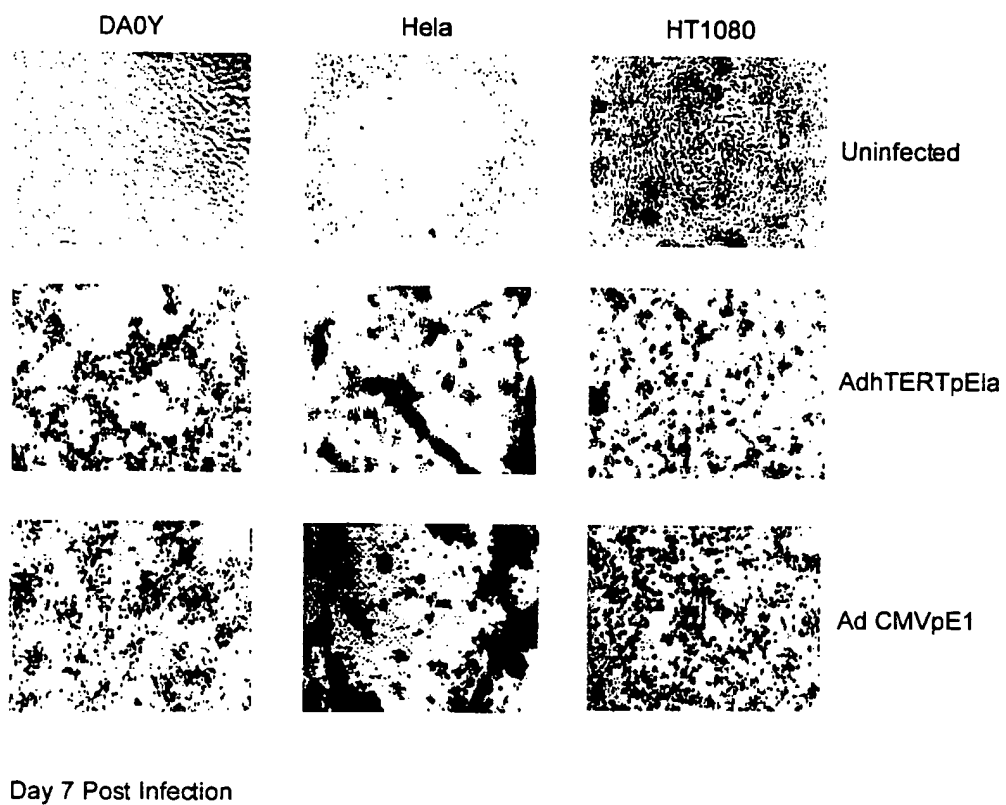 DA0Y Hela HT1080
Uninfected
AdhTERTpEla
Ad CMVpE1
Day 7 Post Infection